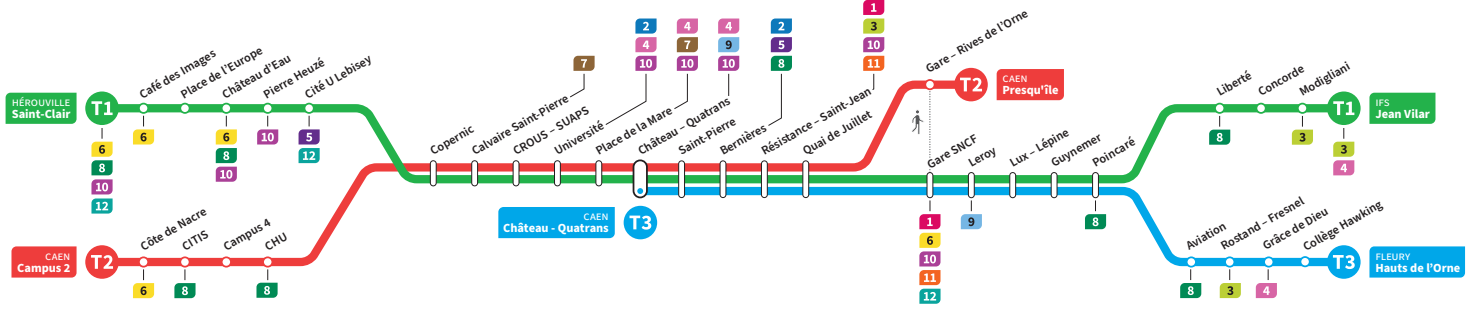 HÉROUVILLE
Saint-Clair
T1
6
8
10
12
Café des Images
6
Place de l'Europe
Château d'Eau
6
8
10
Pierre Heuzé
10
Cité U Lebisey
5
12
CAEN
Campus 2
T2
Côte de Nacre
6
CITIS
8
Campus 4
CHU
8
Copernic
Calvaire Saint-Pierre
7
CROUS – SUAPS
Université
2
4
10
Place de la Mare
4
7
10
Château – Quatrans
4
9
10
CAEN
Château - Quatrans
T3
Saint-Pierre
Bernières
2
5
8
Résistance – Saint-Jean
1
3
10
11
Quai de Juillet
Gare – Rives de l'Orne
T2
CAEN
Presqu'île
Gare SNCF
1
6
10
11
12
Leroy
9
Lux – Lépine
Guynemer
Poincaré
8
Liberté
8
Concorde
Modigliani
3
T1
IFS
Jean Vilar
3
4
Aviation
8
Rostand – Fresnel
3
Grâce de Dieu
4
Collège Hawking
T3
FLEURY
Hauts de l'Orne